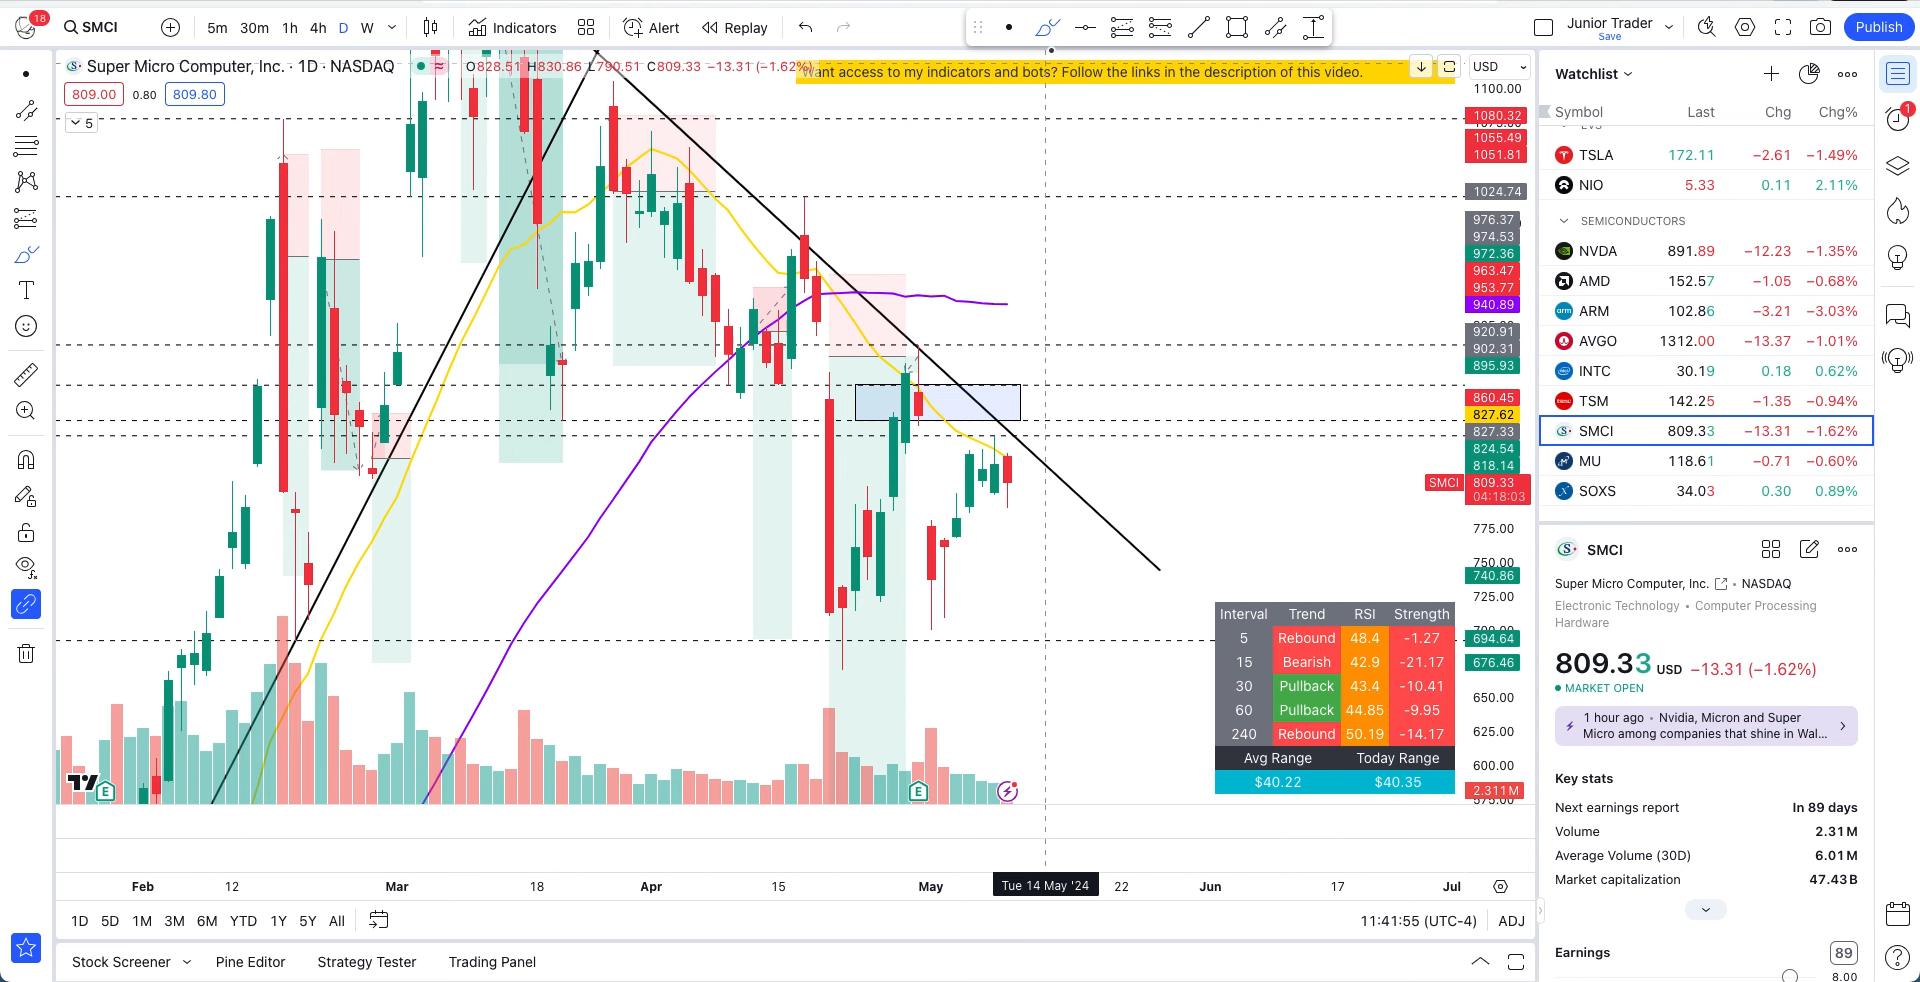 18
SMCI
5m 30m 1h 4h D W
Indicators
Alert
Replay
Junior Trader
Save
Publish
Super Micro Computer, Inc. · 1D · NASDAQ
O828.51 H830.86 L790.51 C809.33 −13.31 (−1.62%)
Want access to my indicators and bots? Follow the links in the description of this video.
USD
809.00 0.80 809.80
5
1100.00
1080.32
1055.49
1051.81
1024.74
976.37
974.53
972.36
963.47
953.77
940.89
920.91
902.31
895.93
860.45
827.62
827.33
824.54
818.14
SMCI 809.33
04:18:03
775.00
750.00
740.86
725.00
694.64
676.46
650.00
625.00
600.00
2.311M
575.00
Interval Trend RSI Strength
5 Rebound 48.4 -1.27
15 Bearish 42.9 -21.17
30 Pullback 43.4 -10.41
60 Pullback 44.85 -9.95
240 Rebound 50.19 -14.17
Avg Range Today Range
$40.22 $40.35
E
E
Feb 12 Mar 18 Apr 15 May Tue 14 May '24 22 Jun 17 Jul
1D 5D 1M 3M 6M YTD 1Y 5Y All
11:41:55 (UTC-4) ADJ
Stock Screener
Pine Editor
Strategy Tester
Trading Panel
Watchlist
Symbol Last Chg Chg%
TSLA 172.11 −2.61 −1.49%
NIO 5.33 0.11 2.11%
SEMICONDUCTORS
NVDA 891.89 −12.23 −1.35%
AMD 152.57 −1.05 −0.68%
ARM 102.86 −3.21 −3.03%
AVGO 1312.00 −13.37 −1.01%
INTC 30.19 0.18 0.62%
TSM 142.25 −1.35 −0.94%
SMCI 809.33 −13.31 −1.62%
MU 118.61 −0.71 −0.60%
SOXS 34.03 0.30 0.89%
SMCI
Super Micro Computer, Inc. • NASDAQ
Electronic Technology • Computer Processing
Hardware
809.33 USD −13.31 (−1.62%)
MARKET OPEN
1 hour ago • Nvidia, Micron and Super
Micro among companies that shine in Wal...
Key stats
Next earnings report In 89 days
Volume 2.31M
Average Volume (30D) 6.01M
Market capitalization 47.43B
Earnings 89
8.00
1